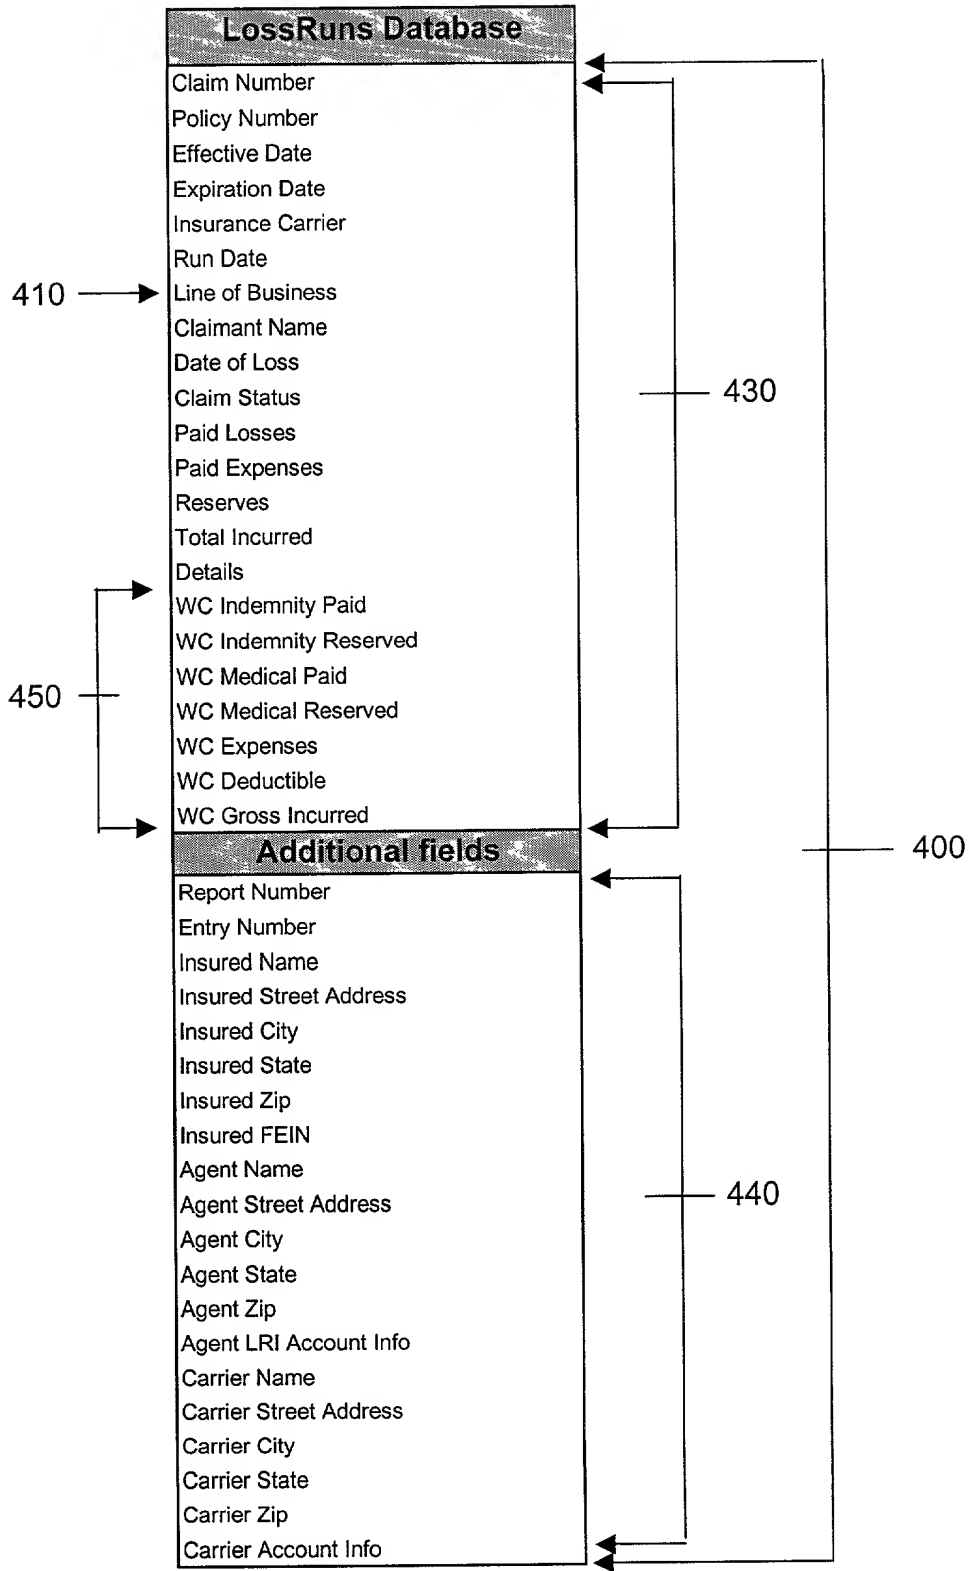 LossRuns Database
Claim Number
Policy Number
Effective Date
Expiration Date
Insurance Carrier
Run Date
410
Line of Business
Claimant Name
Date of Loss
430
Claim Status
Paid Losses
Paid Expenses
Reserves
Total Incurred
Details
WC Indemnity Paid
WC Indemnity Reserved
WC Medical Paid
450
WC Medical Reserved
WC Expenses
WC Deductible
WC Gross Incurred
Additional fields
400
Report Number
Entry Number
Insured Name
Insured Street Address
Insured City
Insured State
Insured Zip
Insured FEIN
Agent Name
440
Agent Street Address
Agent City
Agent State
Agent Zip
Agent LRI Account Info
Carrier Name
Carrier Street Address
Carrier City
Carrier State
Carrier Zip
Carrier Account Info